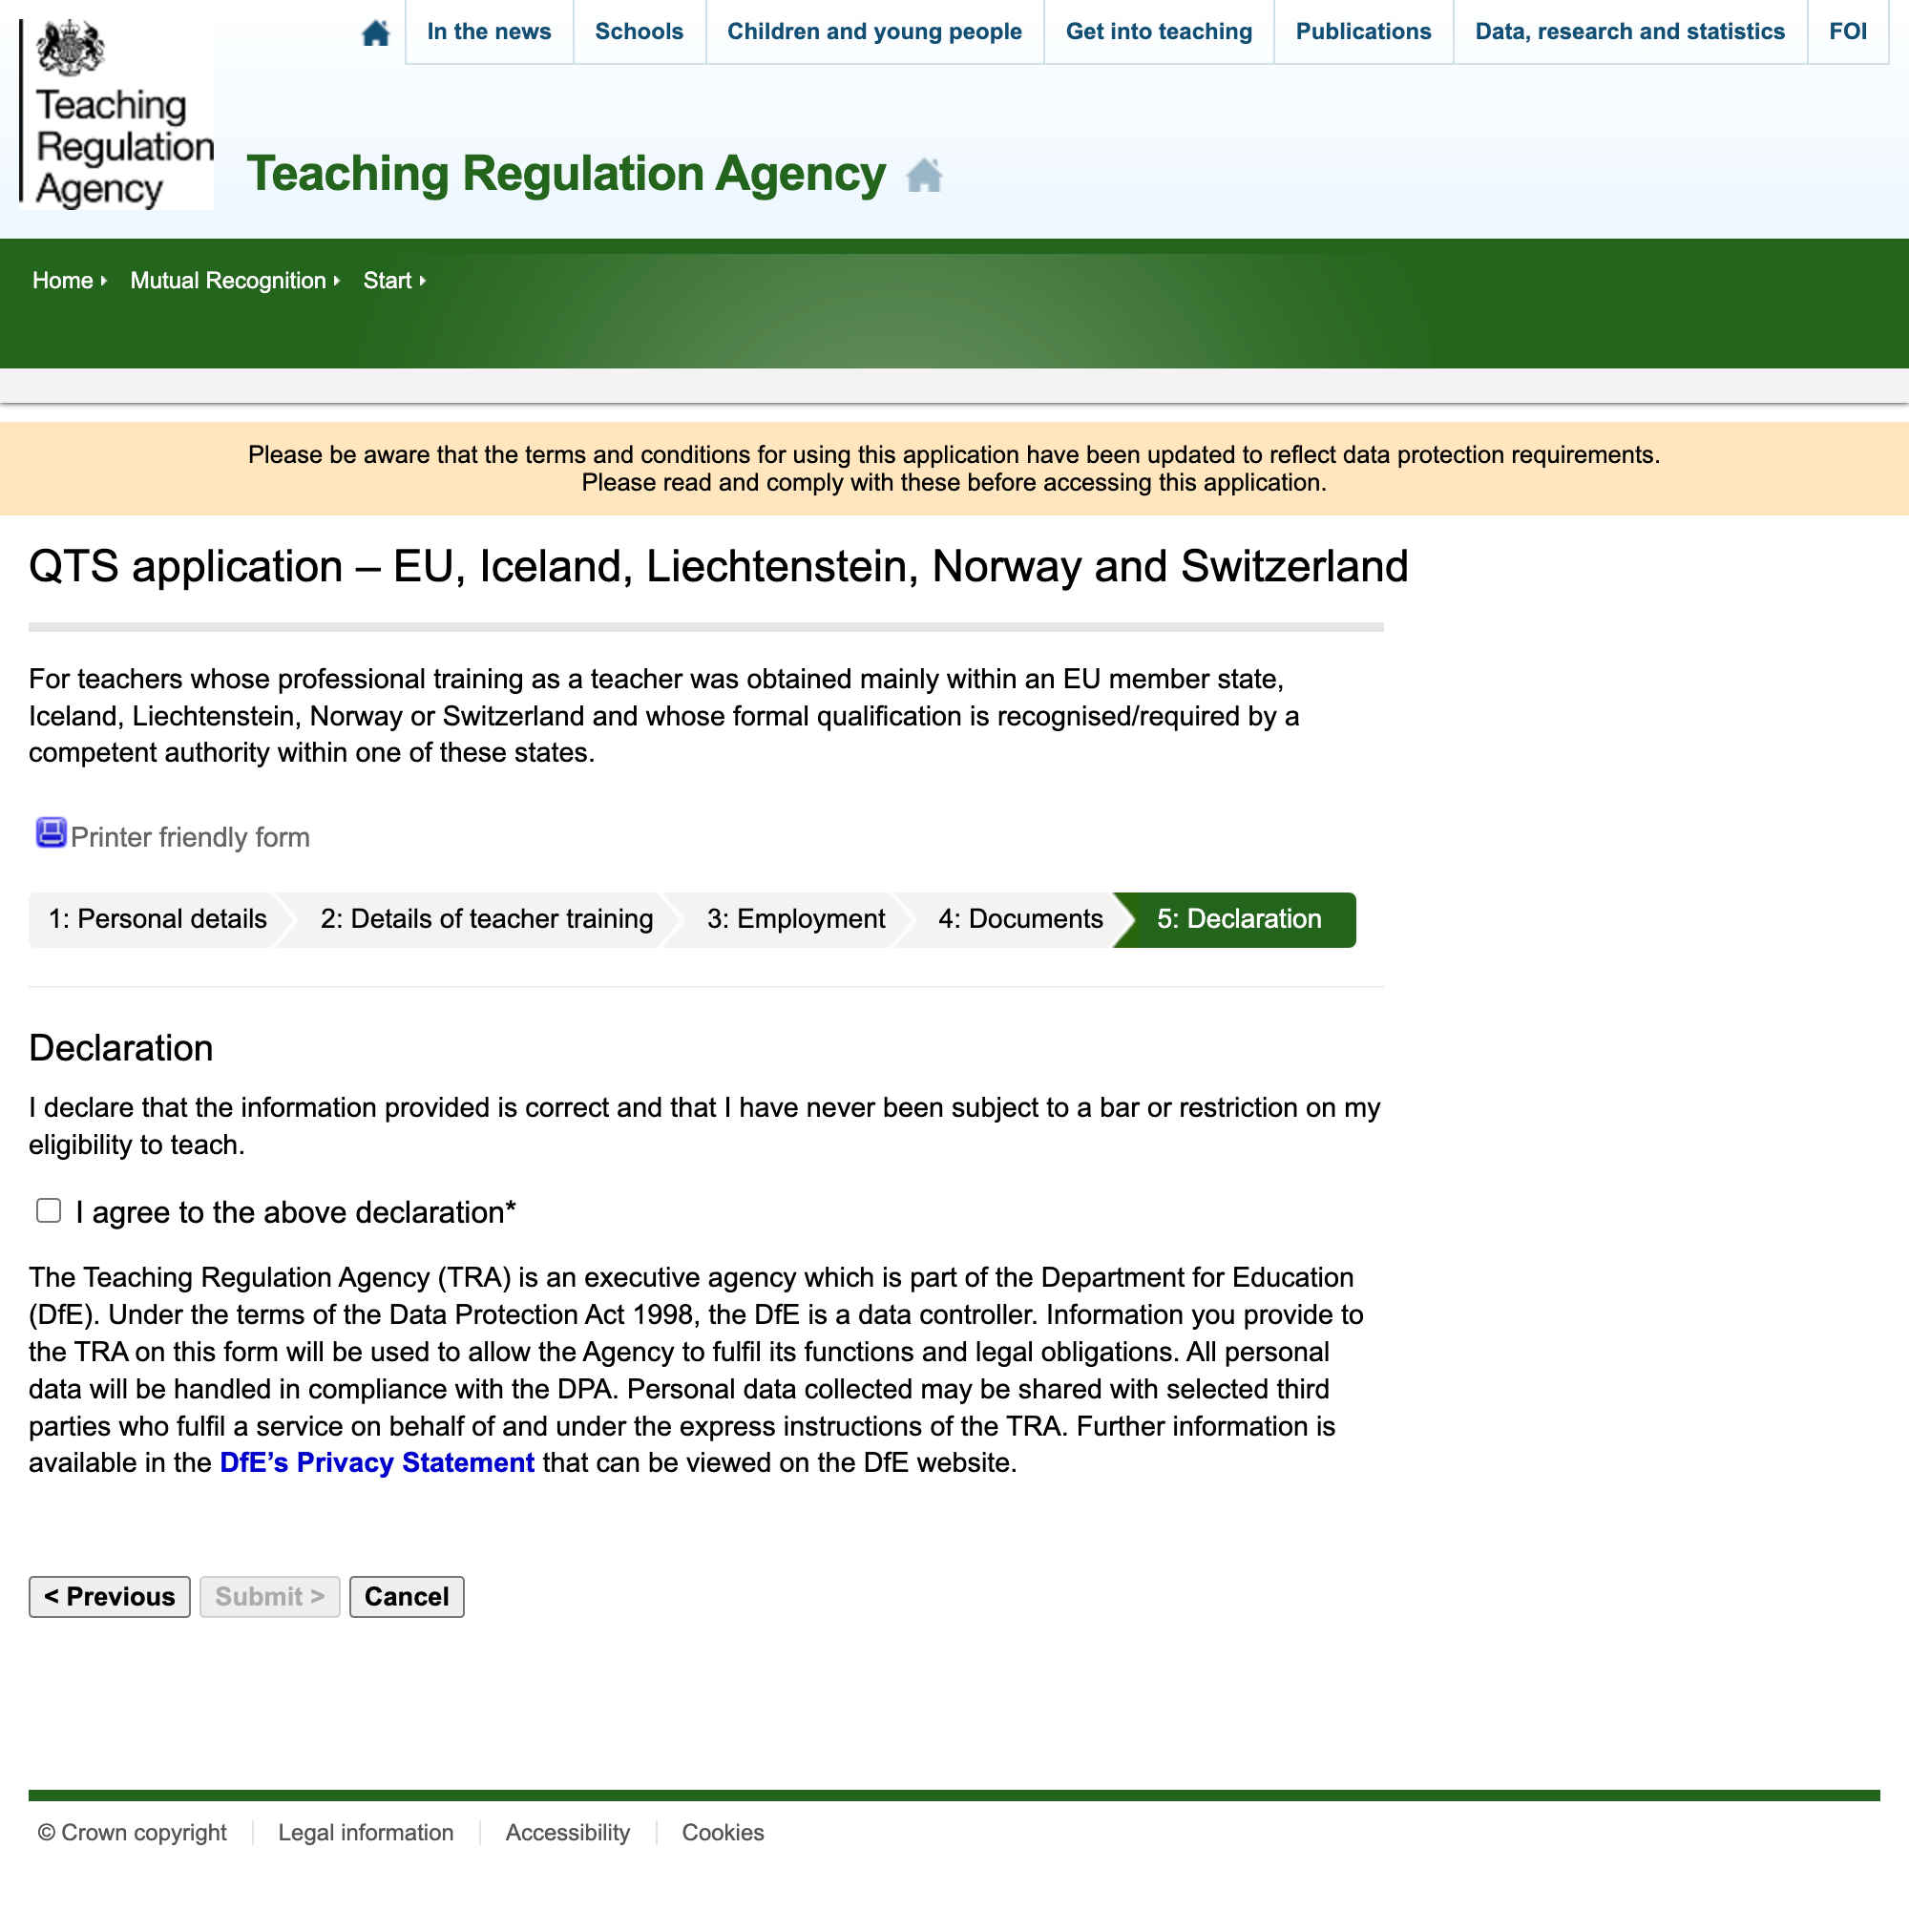 Teaching
Regulation
Agency
In the news
Schools
Children and young people
Get into teaching
Publications
Data, research and statistics
FOI
Teaching Regulation Agency
Home
Mutual Recognition
Start
Please be aware that the terms and conditions for using this application have been updated to reflect data protection requirements.
Please read and comply with these before accessing this application.
QTS application – EU, Iceland, Liechtenstein, Norway and Switzerland
For teachers whose professional training as a teacher was obtained mainly within an EU member state,
Iceland, Liechtenstein, Norway or Switzerland and whose formal qualification is recognised/required by a
competent authority within one of these states.
Printer friendly form
1: Personal details
2: Details of teacher training
3: Employment
4: Documents
5: Declaration
Declaration
I declare that the information provided is correct and that I have never been subject to a bar or restriction on my
eligibility to teach.
I agree to the above declaration*
The Teaching Regulation Agency (TRA) is an executive agency which is part of the Department for Education
(DfE). Under the terms of the Data Protection Act 1998, the DfE is a data controller. Information you provide to
the TRA on this form will be used to allow the Agency to fulfil its functions and legal obligations. All personal
data will be handled in compliance with the DPA. Personal data collected may be shared with selected third
parties who fulfil a service on behalf of and under the express instructions of the TRA. Further information is
available in the DfE’s Privacy Statement that can be viewed on the DfE website.
< Previous
Submit >
Cancel
© Crown copyright
Legal information
Accessibility
Cookies